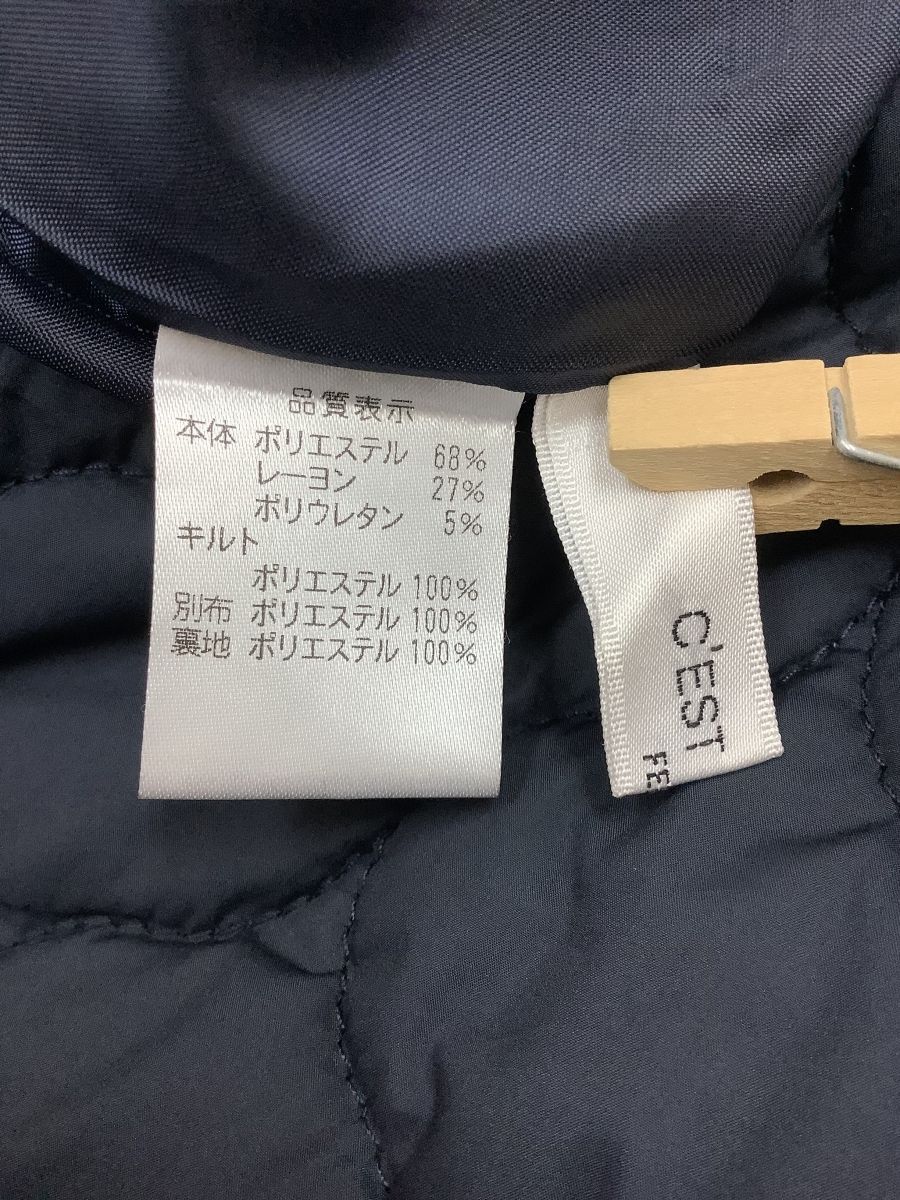 品質表示
本体 ポリエステル 68%
レーヨン 27%
ポリウレタン 5%
キルト
ポリエステル 100%
別布 ポリエステル 100%
裏地 ポリエステル 100%
C'EST
FE